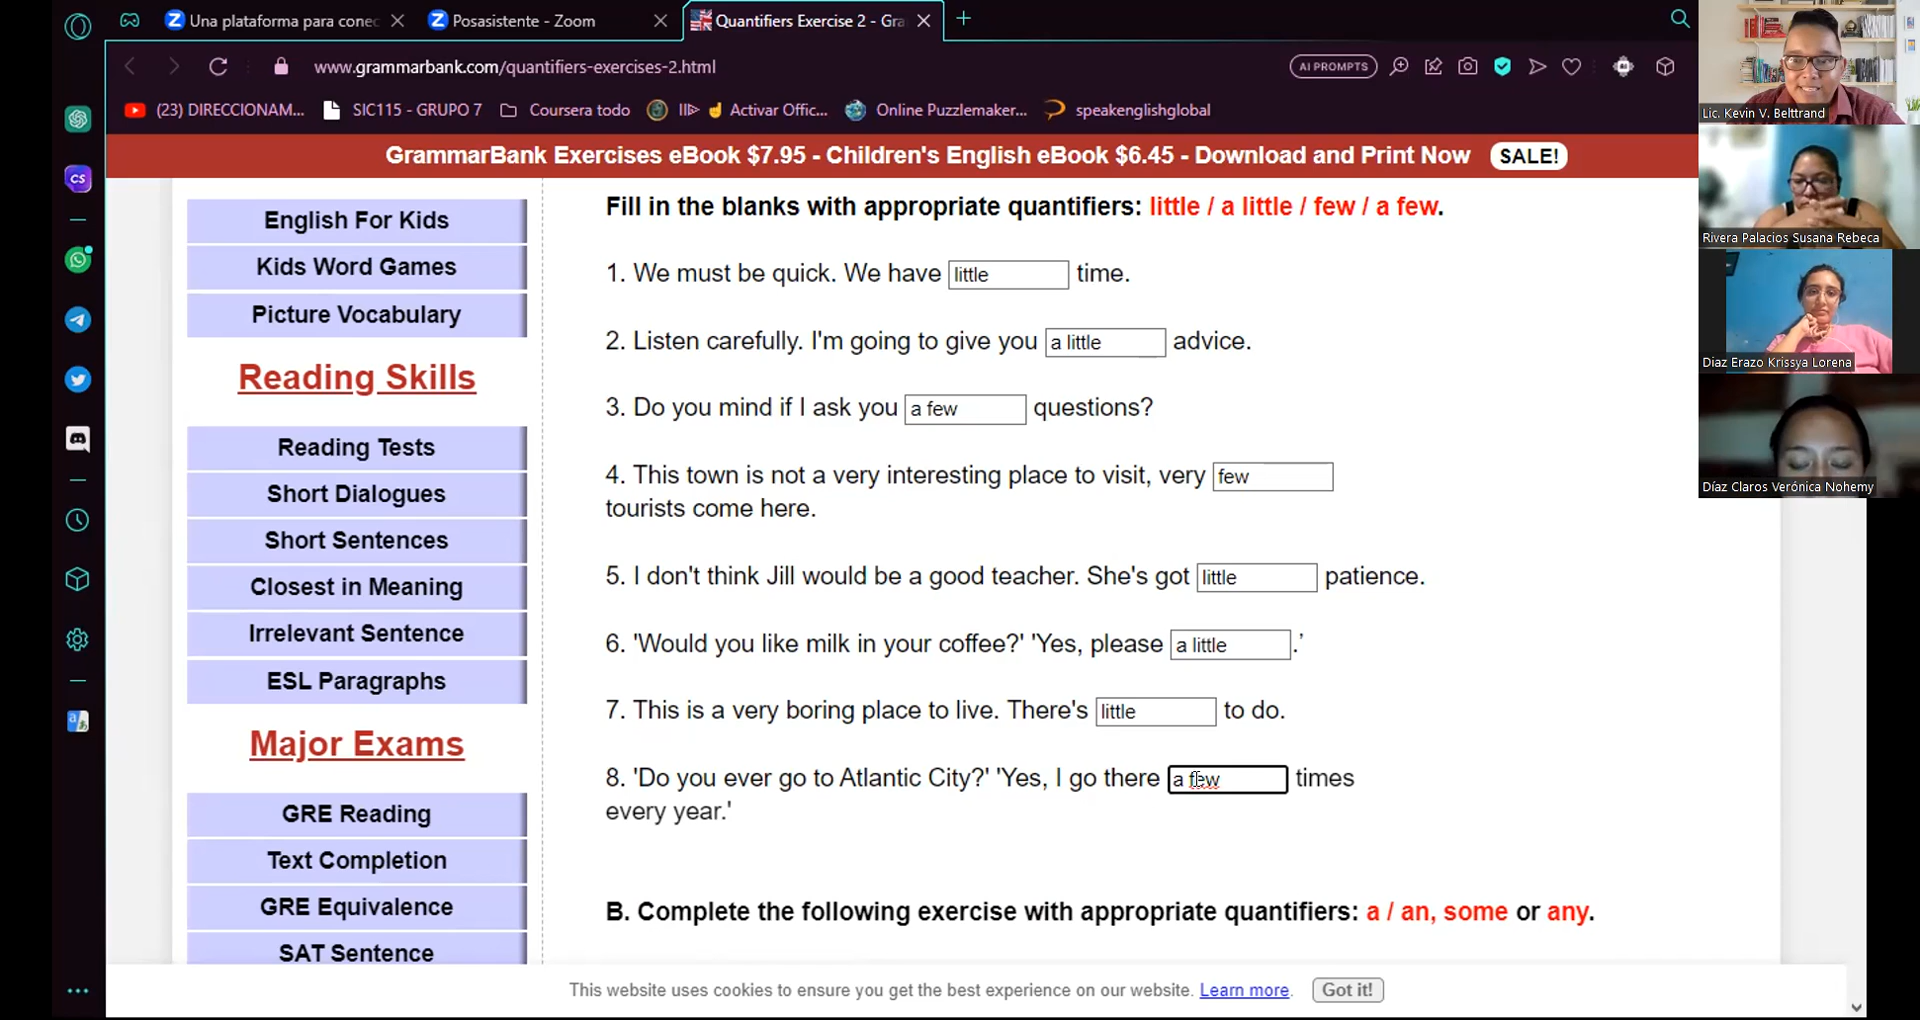 Una plataforma para conec
Posasistente - Zoom
Quantifiers Exercise 2 - Gra
www.grammarbank.com/quantifiers-exercises-2.html
AI PROMPTS
(23) DIRECCIONAM...
SIC115 - GRUPO 7
Coursera todo
Activar Offic...
Online Puzzlemaker...
speakenglishglobal
GrammarBank Exercises eBook $7.95 - Children's English eBook $6.45 - Download and Print Now
SALE!
English For Kids
Kids Word Games
Picture Vocabulary
Reading Skills
Reading Tests
Short Dialogues
Short Sentences
Closest in Meaning
Irrelevant Sentence
ESL Paragraphs
Major Exams
GRE Reading
Text Completion
GRE Equivalence
SAT Sentence
Fill in the blanks with appropriate quantifiers: little / a little / few / a few.
1. We must be quick. We have little time.
2. Listen carefully. I'm going to give you a little advice.
3. Do you mind if I ask you a few questions?
4. This town is not a very interesting place to visit, very few
tourists come here.
5. I don't think Jill would be a good teacher. She's got little patience.
6. 'Would you like milk in your coffee?' 'Yes, please a little.’
7. This is a very boring place to live. There's little to do.
8. 'Do you ever go to Atlantic City?' 'Yes, I go there a few times
every year.'
B. Complete the following exercise with appropriate quantifiers: a / an, some or any.
This website uses cookies to ensure you get the best experience on our website. Learn more.
Got it!
Lic. Kevin V. Belttrand
Rivera Palacios Susana Rebeca
Diaz Erazo Krissya Lorena
Díaz Claros Verónica Nohemy
CS